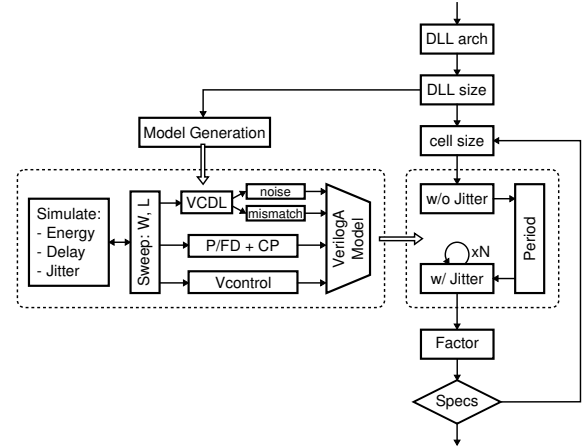 DLL arch
DLL size
Model Generation
cell size
Simulate:
- Energy
- Delay
- Jitter
Sweep: W, L
VCDL
noise
mismatch
P/FD + CP
Vcontrol
VerilogA
Model
w/o Jitter
Period
xN
w/ Jitter
Factor
Specs